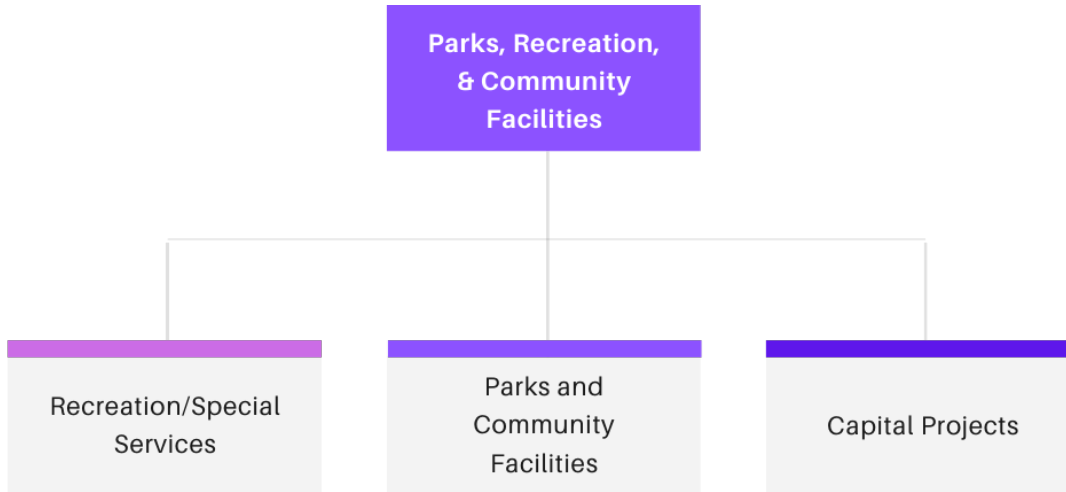 Parks, Recreation,
& Community
Facilities
Recreation/Special
Services
Parks and
Community
Facilities
Capital Projects